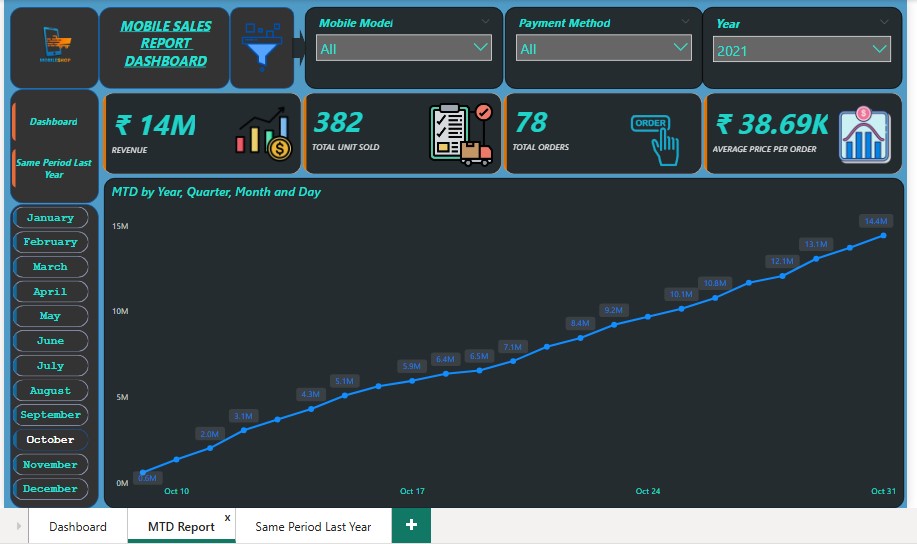 MOBILESHOP
MOBILE SALES
REPORT
DASHBOARD
Mobile Model
All
Payment Method
All
Year
2021
Dashboard
Same Period Last
Year
₹ 14M
REVENUE
382
TOTAL UNIT SOLD
78
ORDER
TOTAL ORDERS
₹ 38.69K
AVERAGE PRICE PER ORDER
$
January
February
March
April
May
June
July
August
September
October
November
December
MTD by Year, Quarter, Month and Day
15M
10M
5M
0M
0.6M
2.0M
3.1M
4.3M
5.1M
5.9M
6.4M
6.5M
7.1M
8.4M
9.2M
10.1M
10.8M
12.1M
13.1M
14.4M
Oct 10
Oct 17
Oct 24
Oct 31
Dashboard
MTD Report
x
Same Period Last Year
+